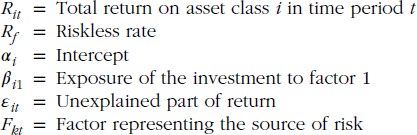 R_it = Total return on asset class i in time period t
R_f = Riskless rate
α_i = Intercept
β_i1 = Exposure of the investment to factor 1
ε_it = Unexplained part of return
F_kt = Factor representing the source of risk